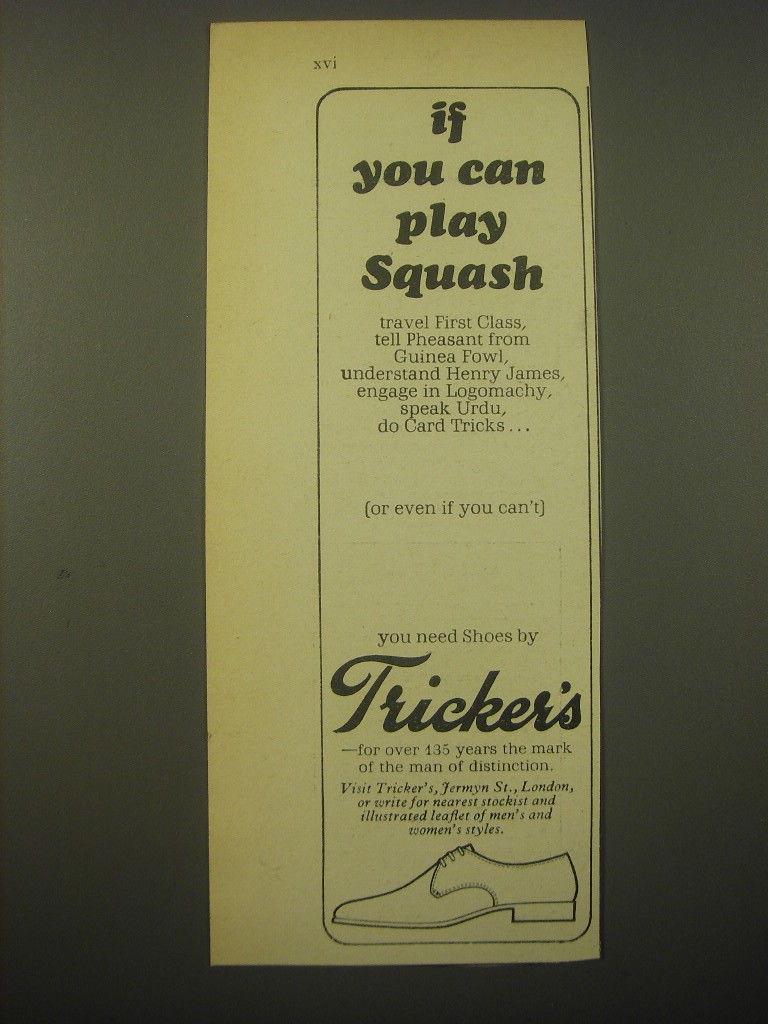 xvi
if
you can
play
Squash
travel First Class,
tell Pheasant from
Guinea Fowl,
understand Henry James,
engage in Logomachy,
speak Urdu,
do Card Tricks ...
(or even if you can't)
you need Shoes by
Tricker's
—for over 135 years the mark
of the man of distinction.
Visit Tricker's, Jermyn St., London,
or write for nearest stockist and
illustrated leaflet of men's and
women's styles.